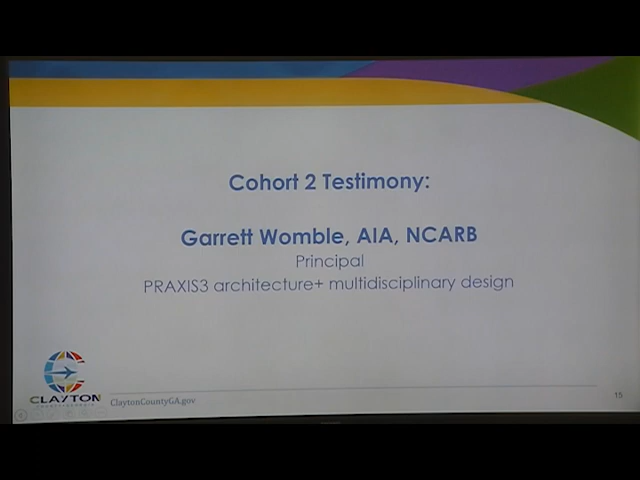 Cohort 2 Testimony:
Garrett Womble, AIA, NCARB
Principal
PRAXIS3 architecture+ multidisciplinary design
CLAYTON
ClaytonCountyGA.gov
15